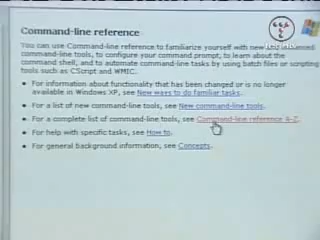 Command-line reference
You can use Command-line reference to familiarize yourself with new
command-line tools, to configure your command prompt, to learn about the
command shell, and to automate command-line tasks by using batch files or scripting
tools such as CScript and WMIC.
• For information about functionality that has been changed or is no longer
available in Windows XP, see New ways to do familiar tasks.
• For a list of new command-line tools, see New command-line tools.
• For a complete list of command-line tools, see Command-line reference A-Z.
• For help with specific tasks, see How to.
• For general background information, see Concepts.